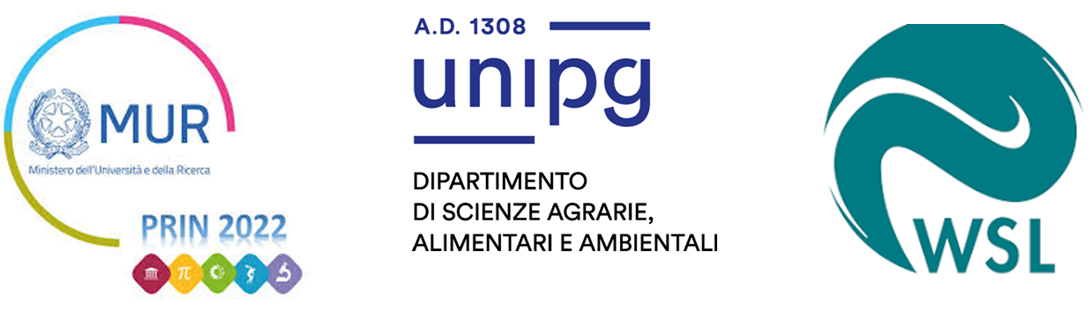 MUR
Ministero dell'Università e della Ricerca
PRIN 2022
π
A.D. 1308
unipg
DIPARTIMENTO
DI SCIENZE AGRARIE,
ALIMENTARI E AMBIENTALI
WSL